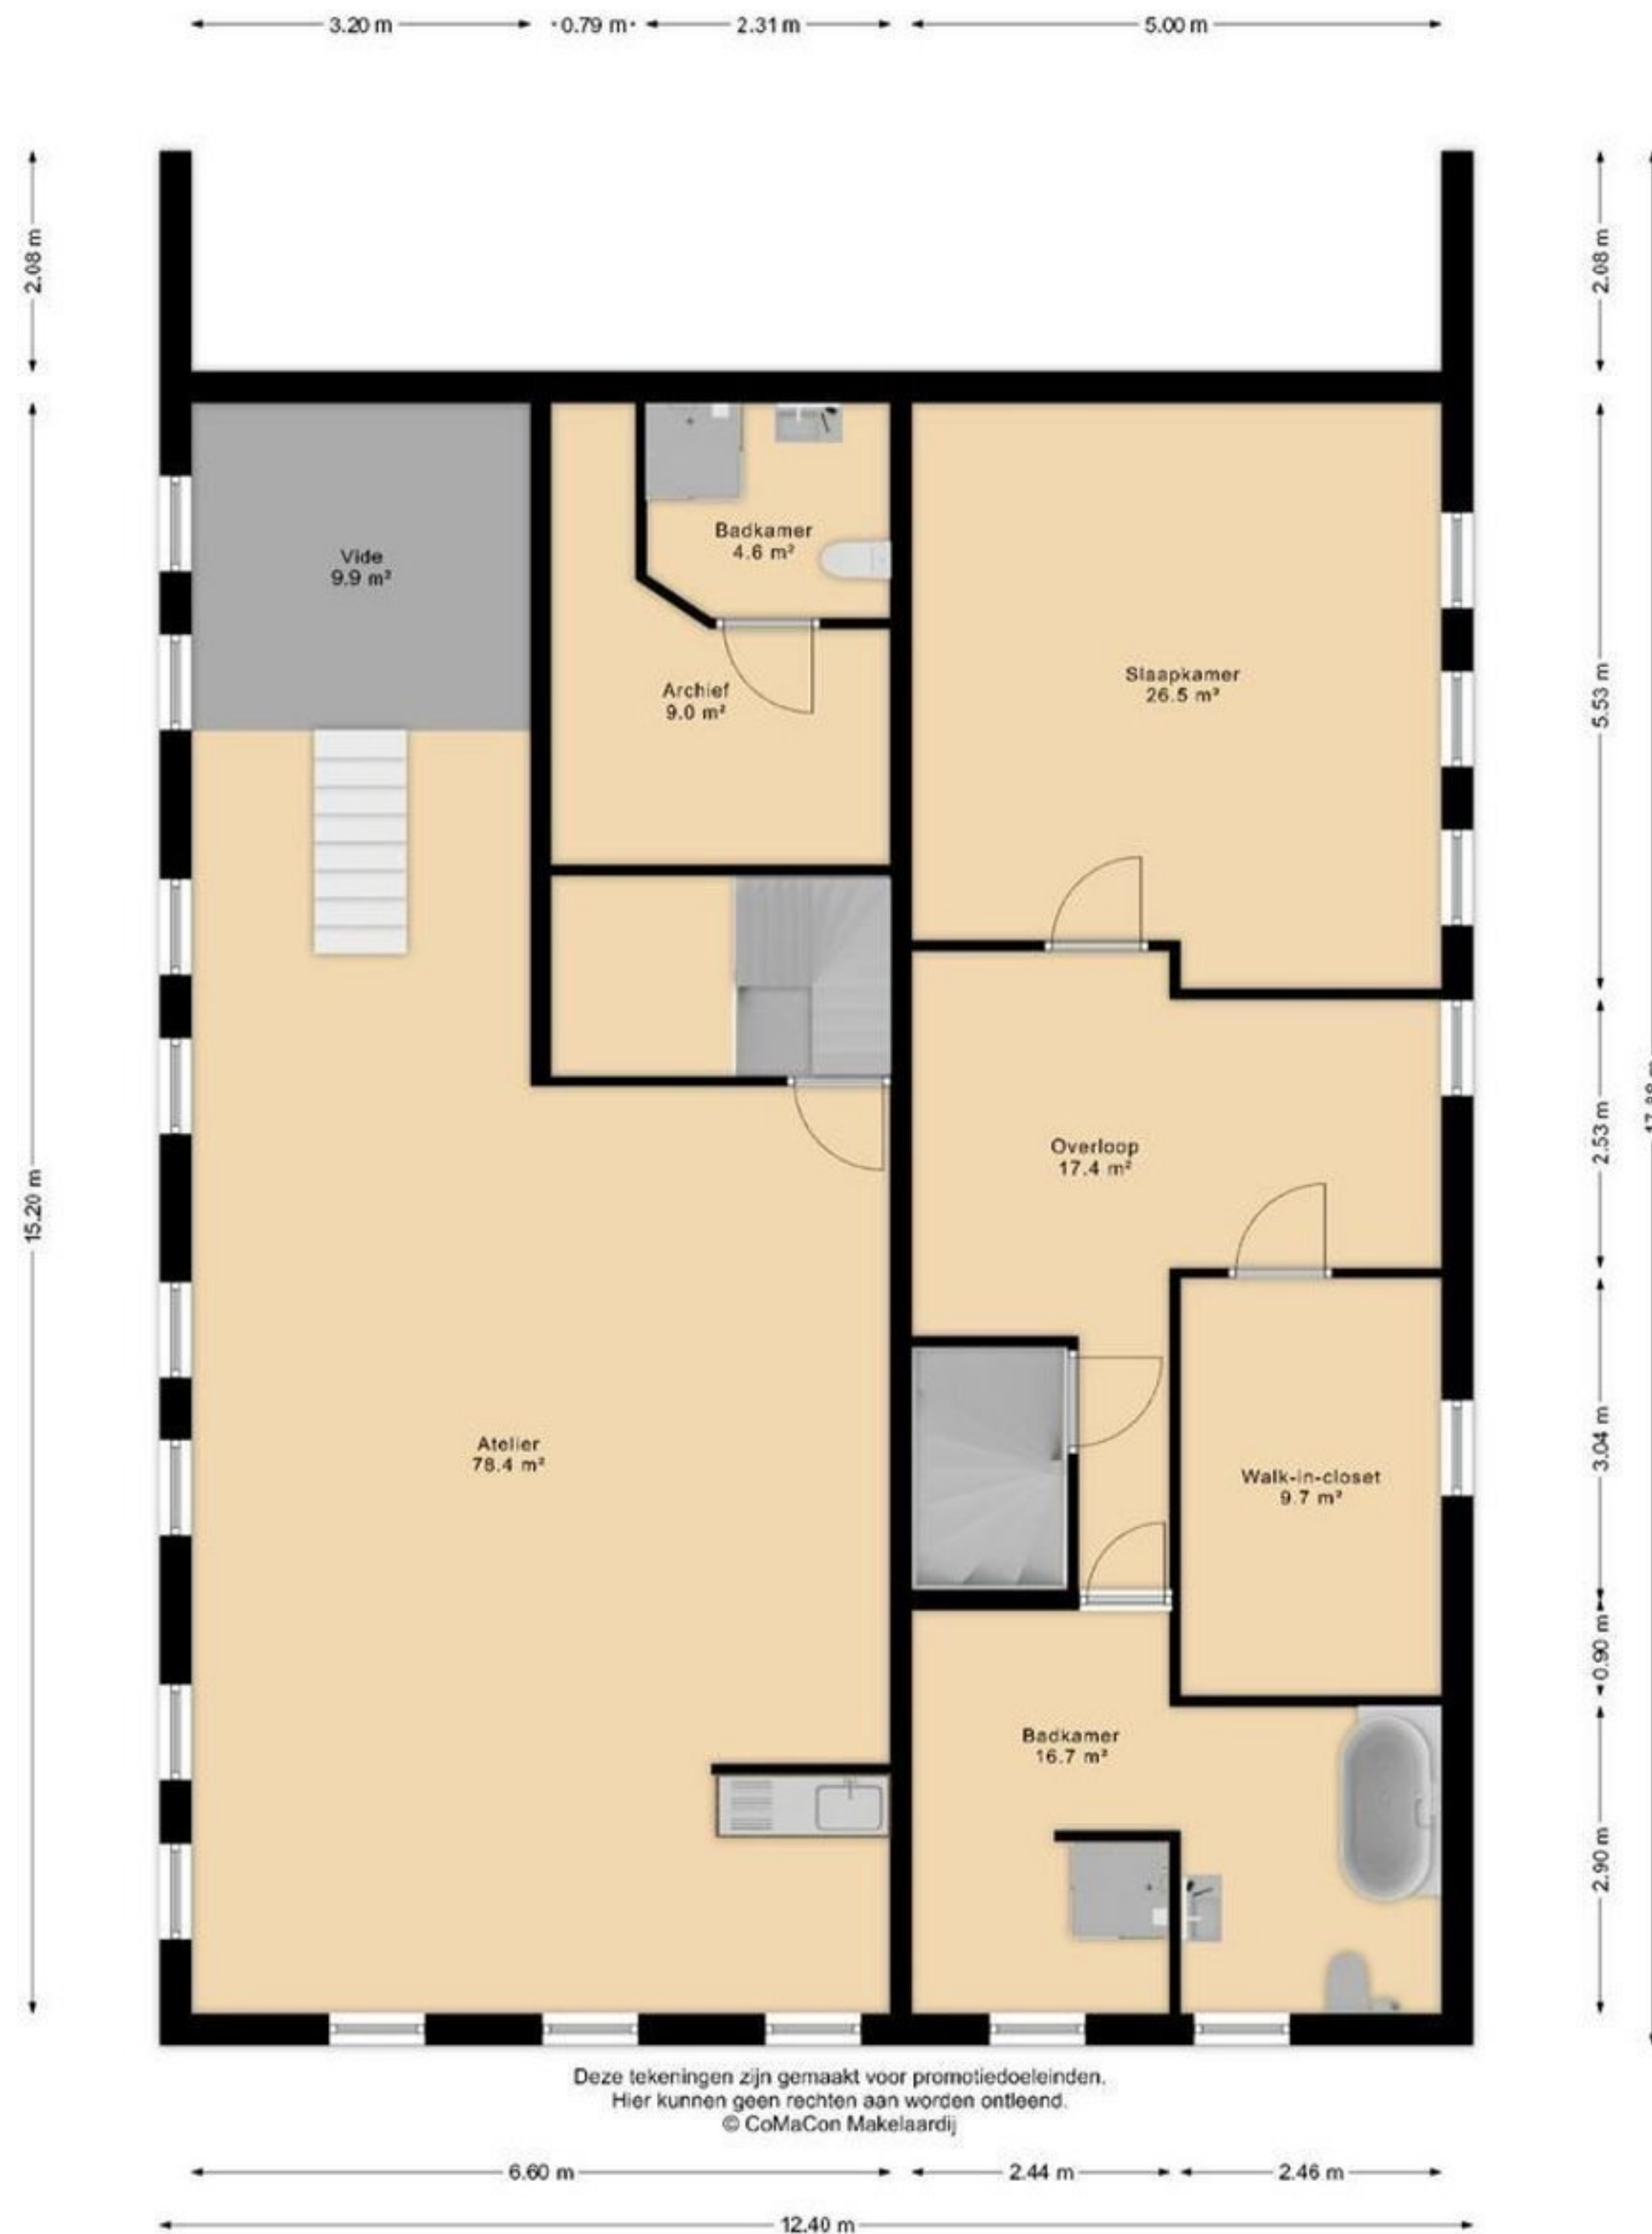 3.20 m
0.79 m
2.31 m
5.00 m
2.08 m
2.08 m
Vide
9.9 m²
Badkamer
4.6 m²
Archief
9.0 m²
Slaapkamer
26.5 m²
5.53 m
15.20 m
Overloop
17.4 m²
2.53 m
Atelier
78.4 m²
Walk-in-closet
9.7 m²
3.04 m
0.90 m
Badkamer
16.7 m²
2.90 m
Deze tekeningen zijn gemaakt voor promotiedoeleinden.
Hier kunnen geen rechten aan worden ontleend.
© CoMaCon Makelaardij
6.60 m
2.44 m
2.46 m
12.40 m